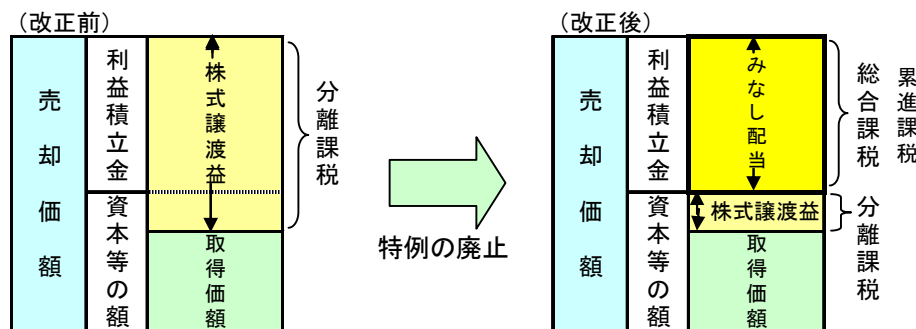 （改正前）
売却価額
利益積立金
資本等の額
株式譲渡益
取得価額
分離課税
特例の廃止
（改正後）
売却価額
利益積立金
資本等の額
みなし配当
株式譲渡益
取得価額
総合課税
累進課税
分離課税